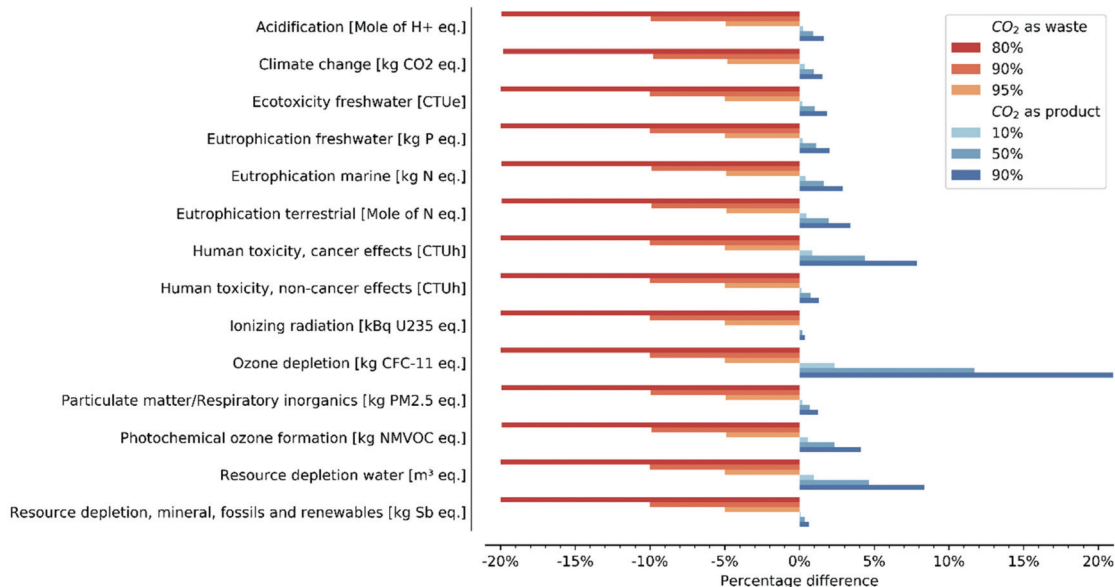 Acidification [Mole of H+ eq.]
Climate change [kg CO2 eq.]
Ecotoxicity freshwater [CTUe]
Eutrophication freshwater [kg P eq.]
Eutrophication marine [kg N eq.]
Eutrophication terrestrial [Mole of N eq.]
Human toxicity, cancer effects [CTUh]
Human toxicity, non-cancer effects [CTUh]
Ionizing radiation [kBq U235 eq.]
Ozone depletion [kg CFC-11 eq.]
Particulate matter/Respiratory inorganics [kg PM2.5 eq.]
Photochemical ozone formation [kg NMVOC eq.]
Resource depletion water [m³ eq.]
Resource depletion, mineral, fossils and renewables [kg Sb eq.]
CO₂ as waste
80%
90%
95%
CO₂ as product
10%
50%
90%
-20% -15% -10% -5% 0% 5% 10% 15% 20%
Percentage difference